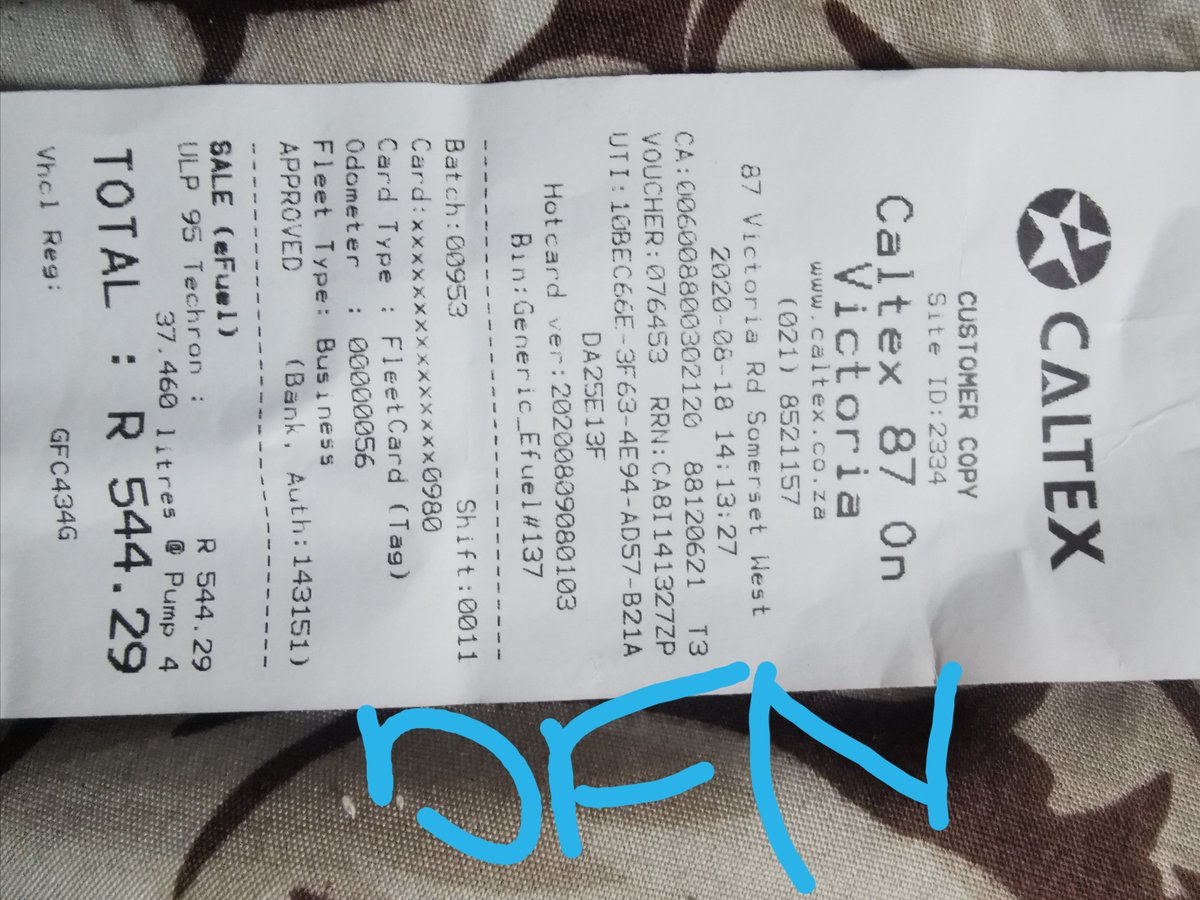 CALTEX
CUSTOMER COPY
Site ID:2334
Caltex 87 On
Victoria
www.caltex.co.za
(021) 8521157
87 Victoria Rd Somerset West
2020-08-18 14:13:27
CA:0060088000302120 88120621 T3
VOUCHER:076453 RRN:CA8I141327ZP
UTI:10BEC66E-3F63-4E94-AD57-B21A
DA25E13F
Hotcard ver:20200809080103
Bin:Generic_Efuel#137
--------------------------------
Batch:00953 Shift:0011
Card:xxxxxxxxxxxxxxx0980
Card Type : FleetCard (Tag)
Odometer : 00000056
Fleet Type: Business
APPROVED (Bank, Auth:143151)
--------------------------------
SALE (eFuel)
ULP 95 Techron : R 544.29
37.460 litres @ Pump 4
TOTAL : R 544.29
Vhcl Reg: GFC434G
DFN